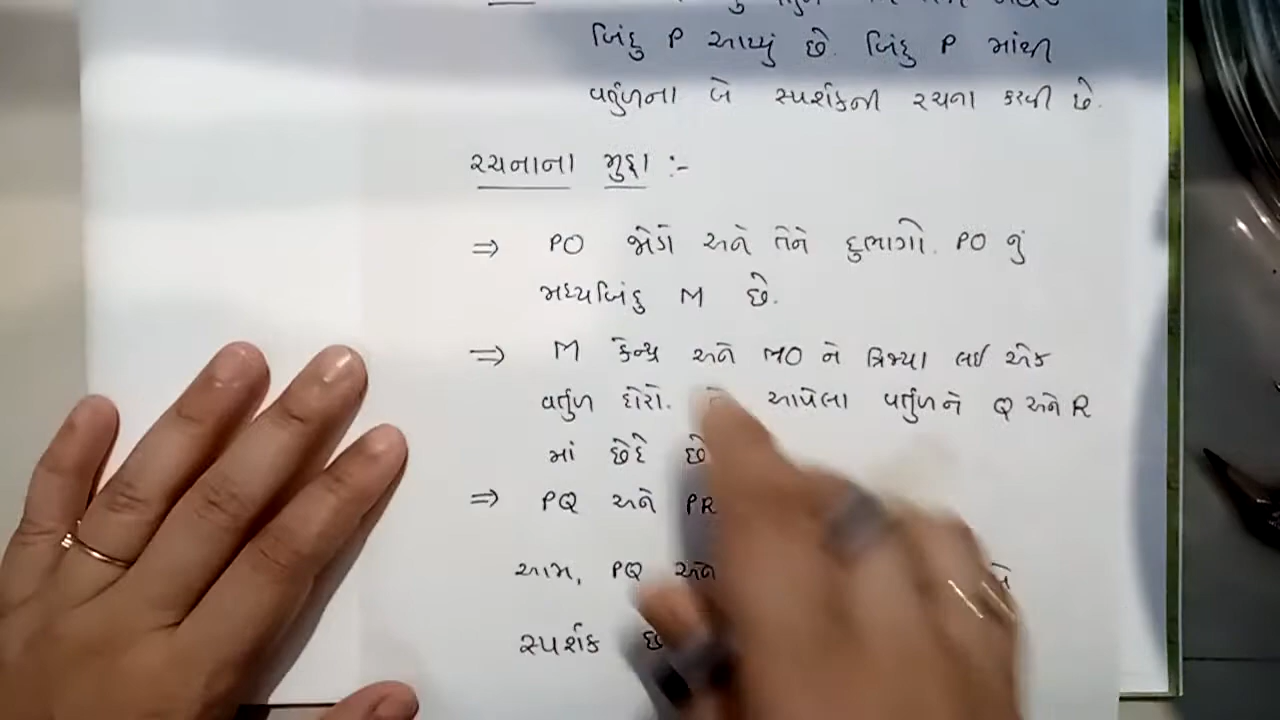 બિંદુ P આપ્યું છે. બિંદુ P માંથી
વર્તુળના બે સ્પર્શકની રચના કરવી છે.
રચનાના મુદ્દા :-
⇒ PO જોડો અને તેને દુભાગો. PO નું
મધ્યબિંદુ M છે.
⇒ M કેન્દ્ર અને MO ને ત્રિજ્યા લઈ એક
વર્તુળ દોરો. આપેલા વર્તુળને Q અને R
માં છેદે છે
⇒ PQ અને PR
આમ, PQ અને
સ્પર્શક છે